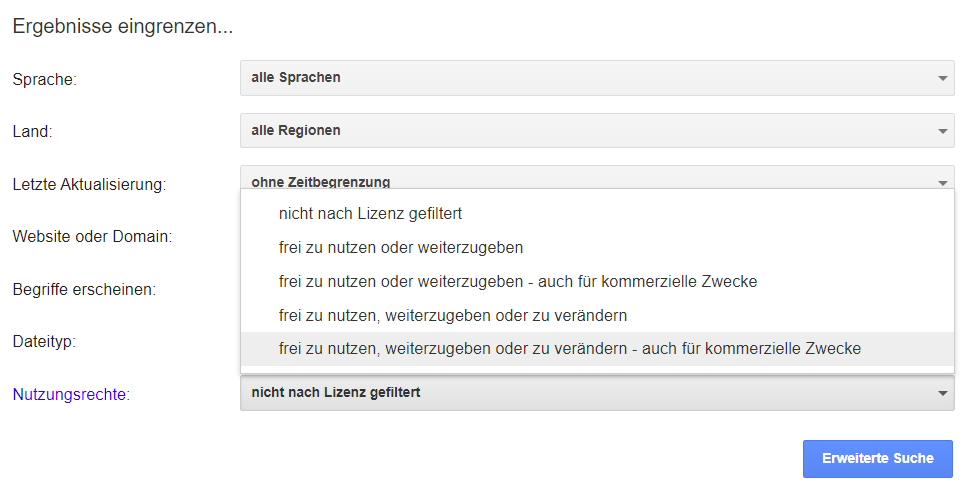 Ergebnisse eingrenzen...
Sprache: alle Sprachen
Land: alle Regionen
Letzte Aktualisierung: ohne Zeitbegrenzung
nicht nach Lizenz gefiltert
Website oder Domain:
frei zu nutzen oder weiterzugeben
frei zu nutzen oder weiterzugeben - auch für kommerzielle Zwecke
Begriffe erscheinen:
frei zu nutzen, weiterzugeben oder zu verändern
Dateityp:
frei zu nutzen, weiterzugeben oder zu verändern - auch für kommerzielle Zwecke
Nutzungsrechte: nicht nach Lizenz gefiltert
Erweiterte Suche